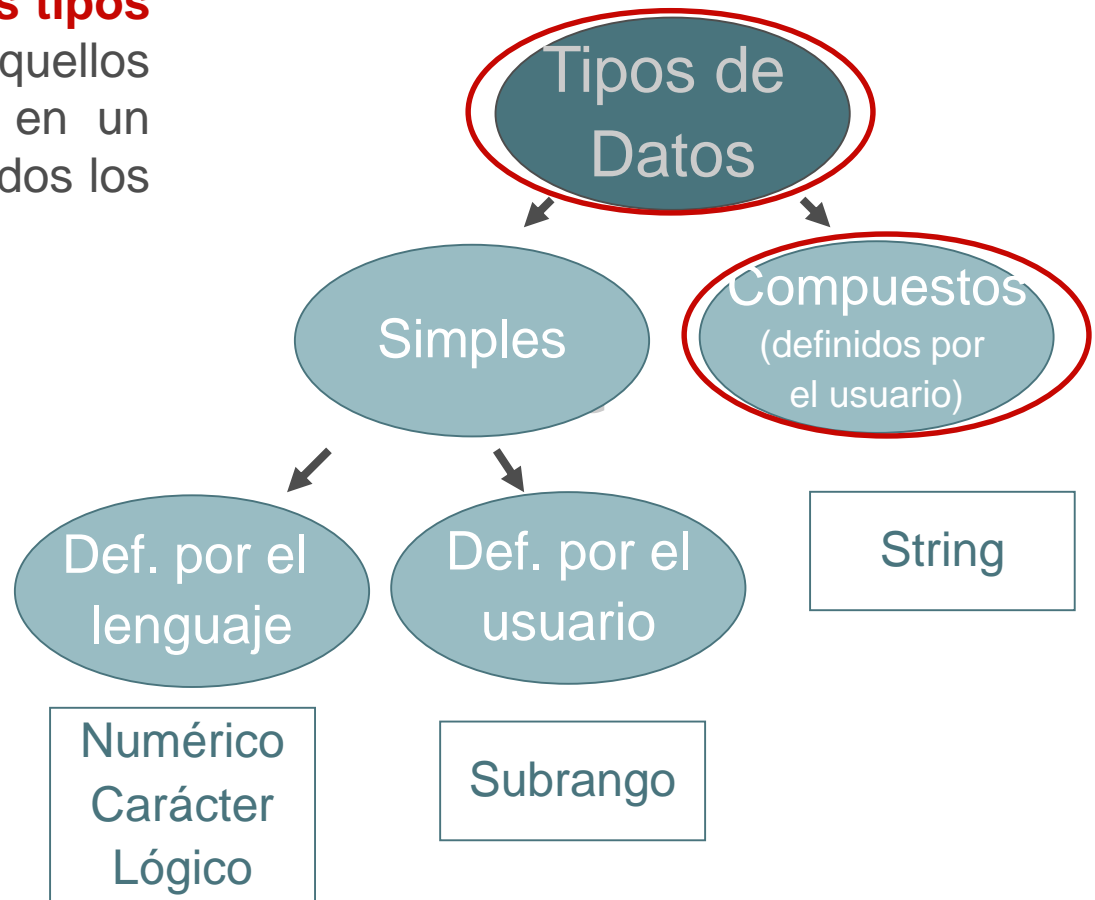 s tipos
quellos
en un
dos los
Tipos de
Datos
Simples
Compuestos
(definidos por
el usuario)
Def. por el
lenguaje
Def. por el
usuario
String
Numérico
Carácter
Lógico
Subrango